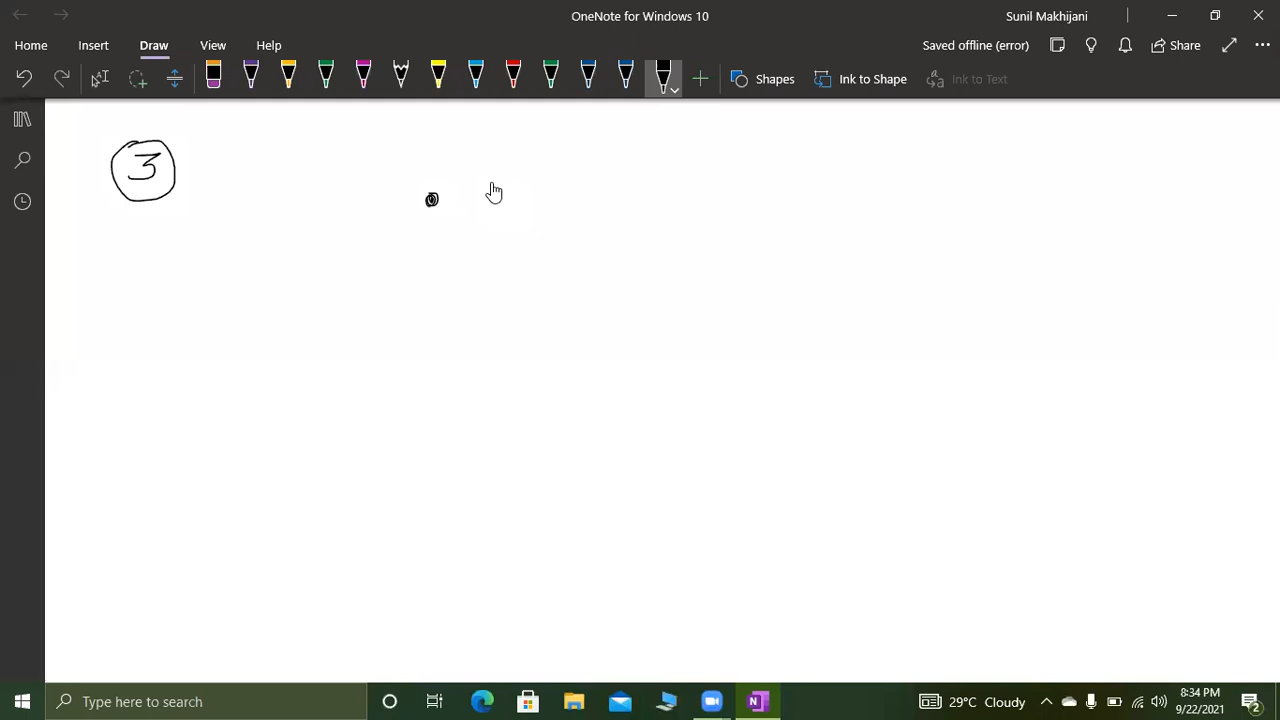 OneNote for Windows 10
Sunil Makhijani
Home Insert Draw View Help
Saved offline (error)
Share
Shapes
Ink to Shape
Ink to Text
3
Type here to search
29°C Cloudy
8:34 PM
9/22/2021
2